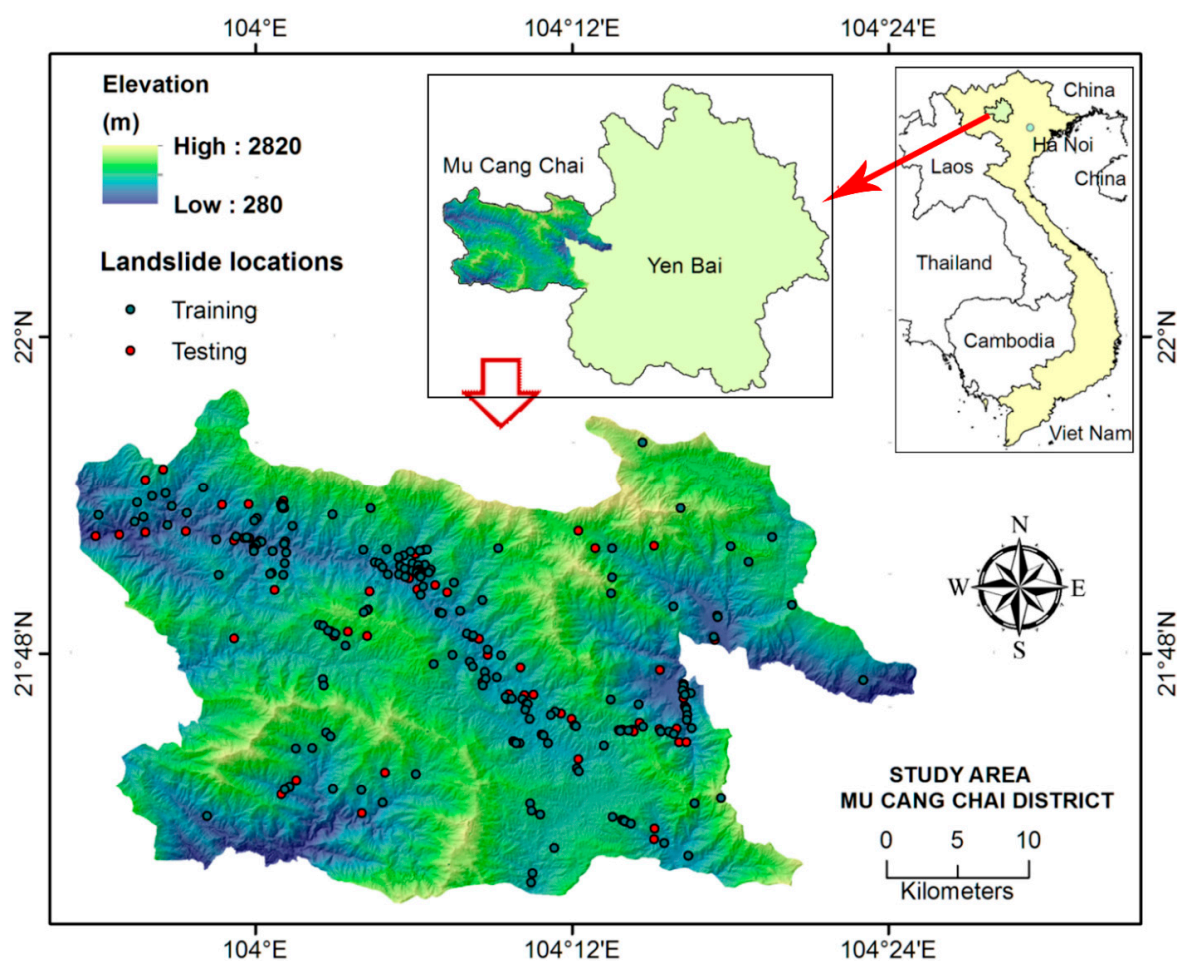 104°E
104°12'E
104°24'E
Elevation
(m)
High : 2820
Low : 280
Landslide locations
Training
Testing
22°N
21°48'N
Mu Cang Chai
Yen Bai
China
Ha Noi
Laos
China
Thailand
Cambodia
Viet Nam
22°N
21°48'N
N
W
E
S
STUDY AREA
MU CANG CHAI DISTRICT
0 5 10
Kilometers
104°E
104°12'E
104°24'E